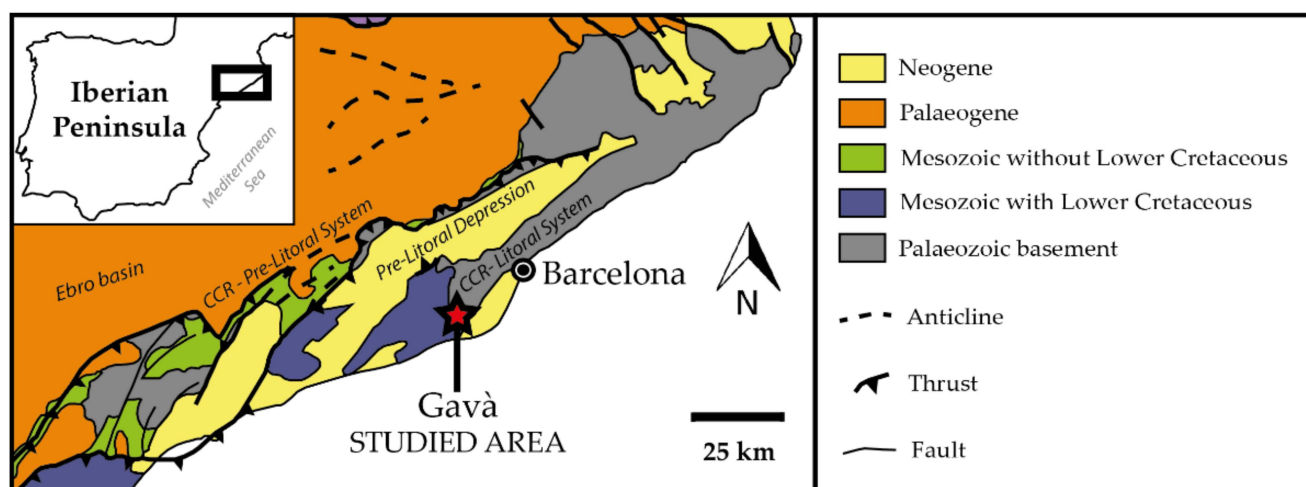 Iberian
Peninsula
Mediterranean
Sea
Ebro basin
CCR - Pre-Litoral System
Pre-Litoral Depression
CCR- Litoral System
Barcelona
Gavà
STUDIED AREA
N
25 km
Neogene
Palaeogene
Mesozoic without Lower Cretaceous
Mesozoic with Lower Cretaceous
Palaeozoic basement
Anticline
Thrust
Fault